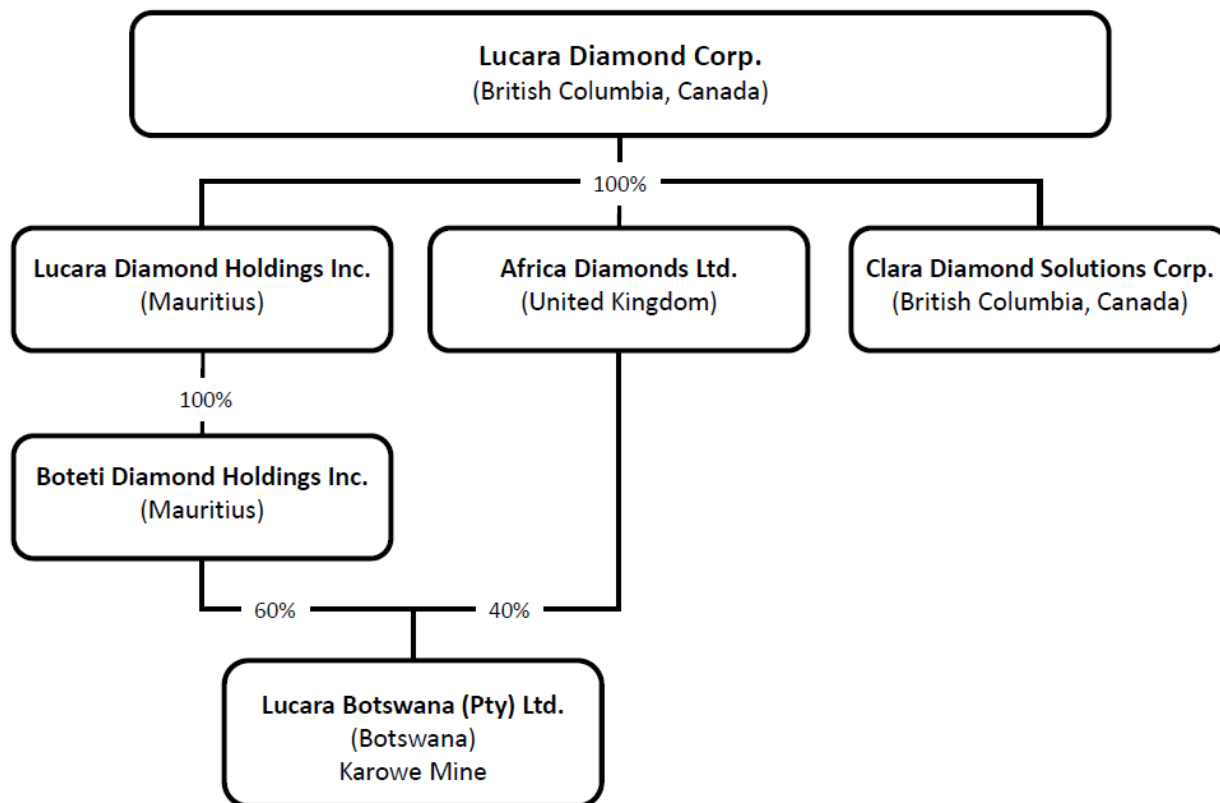 Lucara Diamond Corp.
(British Columbia, Canada)
100%
Lucara Diamond Holdings Inc.
(Mauritius)
Africa Diamonds Ltd.
(United Kingdom)
Clara Diamond Solutions Corp.
(British Columbia, Canada)
100%
Boteti Diamond Holdings Inc.
(Mauritius)
60%
40%
Lucara Botswana (Pty) Ltd.
(Botswana)
Karowe Mine